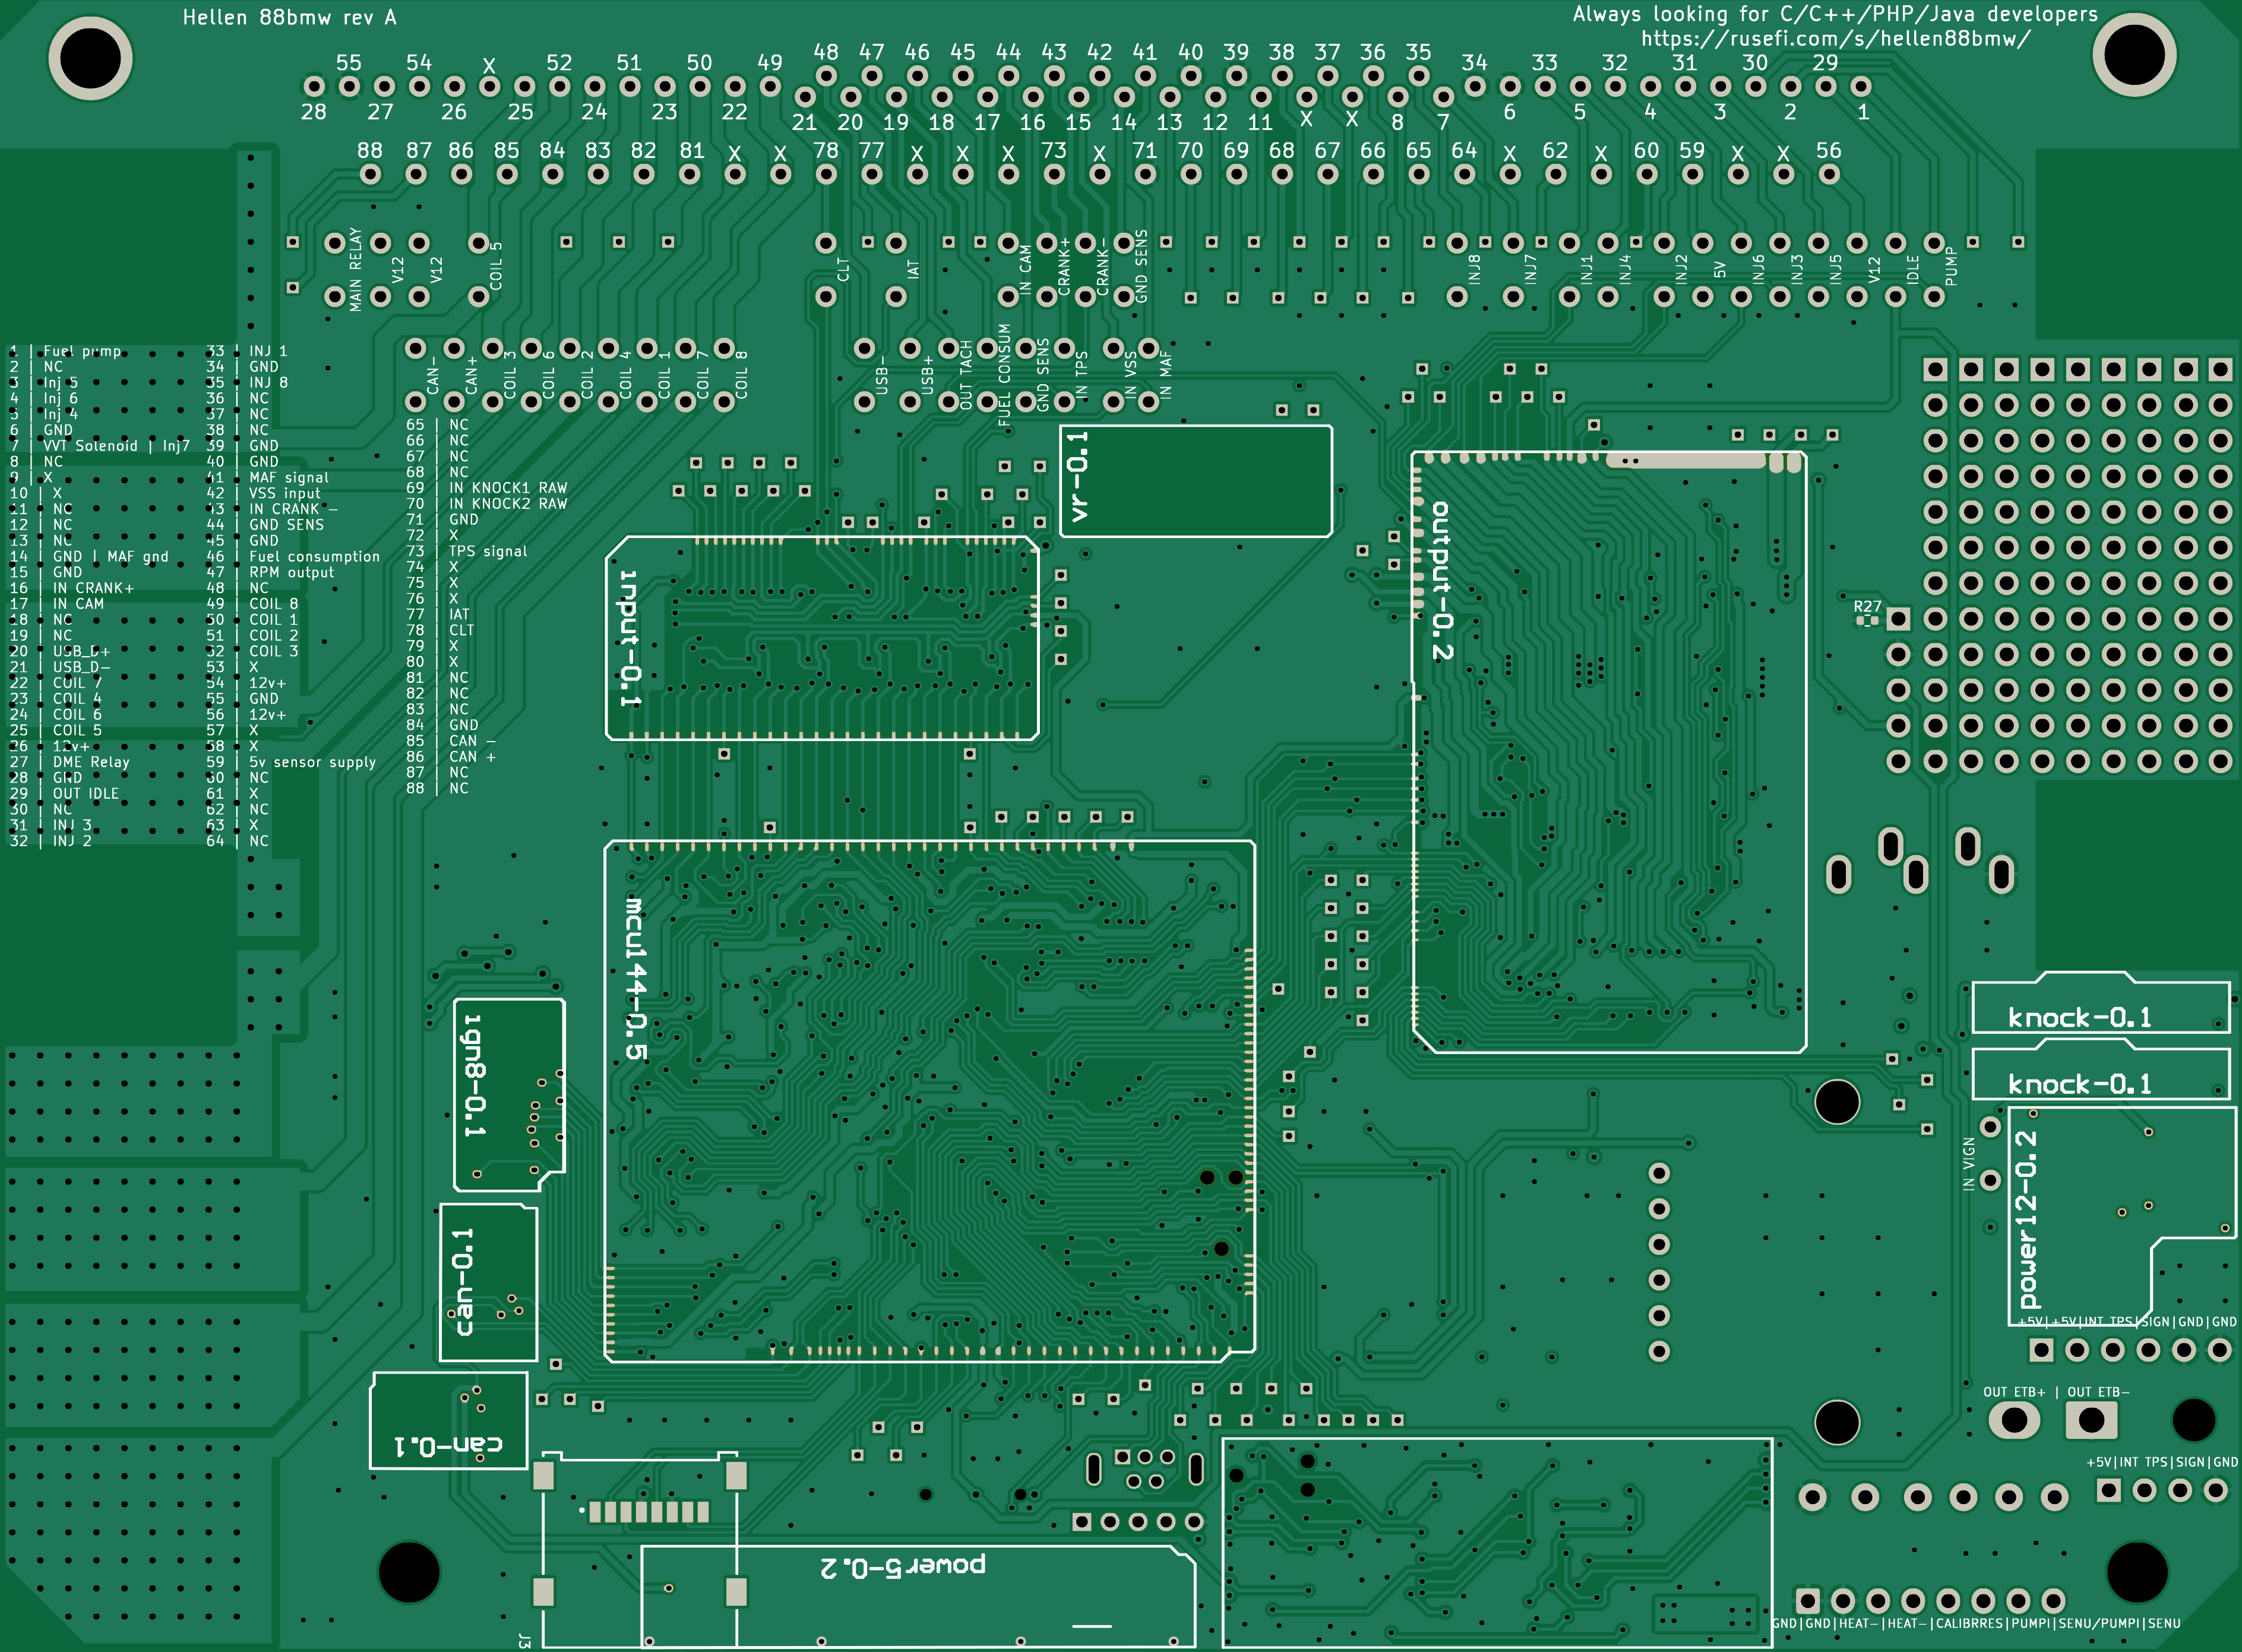 Hellen 88bmw rev A
Always looking for C/C++/PHP/Java developers
https://rusefi.com/s/hellen88bmw/
48 47 46 45 44 43 42 41 40 39 38 37 36 35
55 54 X 52 51 50 49 34 33 32 31 30 29
28 27 26 25 24 23 22 6 5 4 3 2 1
21 20 19 18 17 16 15 14 13 12 11 X X 8 7
88 87 86 85 84 83 82 81 X X 78 77 X X X 73 X 71 70 69 68 67 66 65 64 X 62 X 60 59 X X 56
MAIN RELAY
V12
V12
COIL 5
CLT
IAT
IN CAM
CRANK+
CRANK-
GND SENS
INJ8
INJ7
INJ1
INJ4
INJ2
5V
INJ6
INJ3
INJ5
V12
IDLE
PUMP
CAN-
CAN+
COIL 3
COIL 6
COIL 2
COIL 4
COIL 1
COIL 7
COIL 8
USB-
USB+
OUT TACH
FUEL CONSUM
GND SENS
IN TPS
IN VSS
IN MAF
1 | Fuel pump
2 | NC
3 | Inj 5
4 | Inj 6
5 | Inj 4
6 | GND
7 | VVT Solenoid | Inj7
8 | NC
9 | X
10 | X
11 | NC
12 | NC
13 | NC
14 | GND | MAF gnd
15 | GND
16 | IN CRANK+
17 | IN CAM
18 | NC
19 | NC
20 | USB_D+
21 | USB_D-
22 | COIL 7
23 | COIL 4
24 | COIL 6
25 | COIL 5
26 | 12v+
27 | DME Relay
28 | GND
29 | OUT IDLE
30 | NC
31 | INJ 3
32 | INJ 2
33 | INJ 1
34 | GND
35 | INJ 8
36 | NC
37 | NC
38 | NC
39 | GND
40 | GND
41 | MAF signal
42 | VSS input
43 | IN CRANK -
44 | GND SENS
45 | GND
46 | Fuel consumption
47 | RPM output
48 | NC
49 | COIL 8
50 | COIL 1
51 | COIL 2
52 | COIL 3
53 | X
54 | 12v+
55 | GND
56 | 12v+
57 | X
58 | X
59 | 5v sensor supply
60 | NC
61 | X
62 | NC
63 | X
64 | NC
65 | NC
66 | NC
67 | NC
68 | NC
69 | IN KNOCK1 RAW
70 | IN KNOCK2 RAW
71 | GND
72 | X
73 | TPS signal
74 | X
75 | X
76 | X
77 | IAT
78 | CLT
79 | X
80 | X
81 | NC
82 | NC
83 | NC
84 | GND
85 | CAN -
86 | CAN +
87 | NC
88 | NC
vr-0.1
output-0.2
input-0.1
R27
mcu144-0.5
ign8-0.1
knock-0.1
knock-0.1
IN VIGN
power12-0.2
can-0.1
can-0.1
+5V|+5V|INT TPS|SIGN|GND|GND
OUT ETB+ | OUT ETB-
+5V|INT TPS|SIGN|GND
power5-0.2
J3
GND|GND|HEAT-|HEAT-|CALIBRRES|PUMPI|SENU/PUMPI|SENU